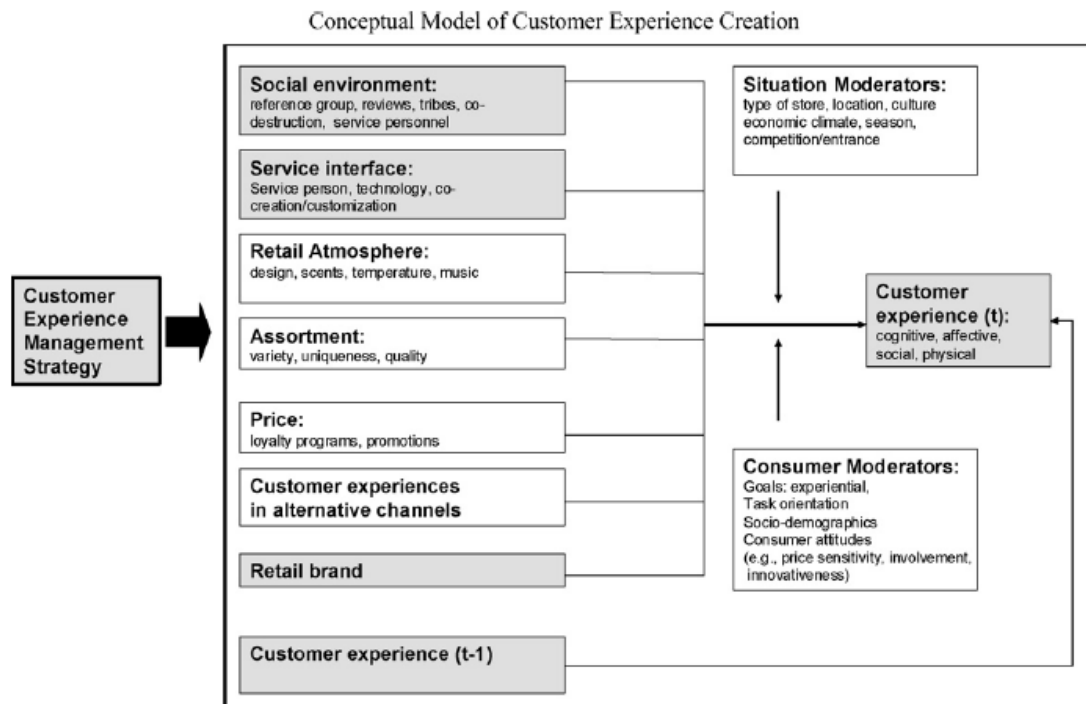 Conceptual Model of Customer Experience Creation
Customer
Experience
Management
Strategy
Social environment:
reference group, reviews, tribes, co-
destruction, service personnel
Service interface:
Service person, technology, co-
creation/customization
Retail Atmosphere:
design, scents, temperature, music
Assortment:
variety, uniqueness, quality
Price:
loyalty programs, promotions
Customer experiences
in alternative channels
Retail brand
Customer experience (t-1)
Situation Moderators:
type of store, location, culture
economic climate, season,
competition/entrance
Customer
experience (t):
cognitive, affective,
social, physical
Consumer Moderators:
Goals: experiential,
Task orientation
Socio-demographics
Consumer attitudes
(e.g., price sensitivity, involvement,
innovativeness)